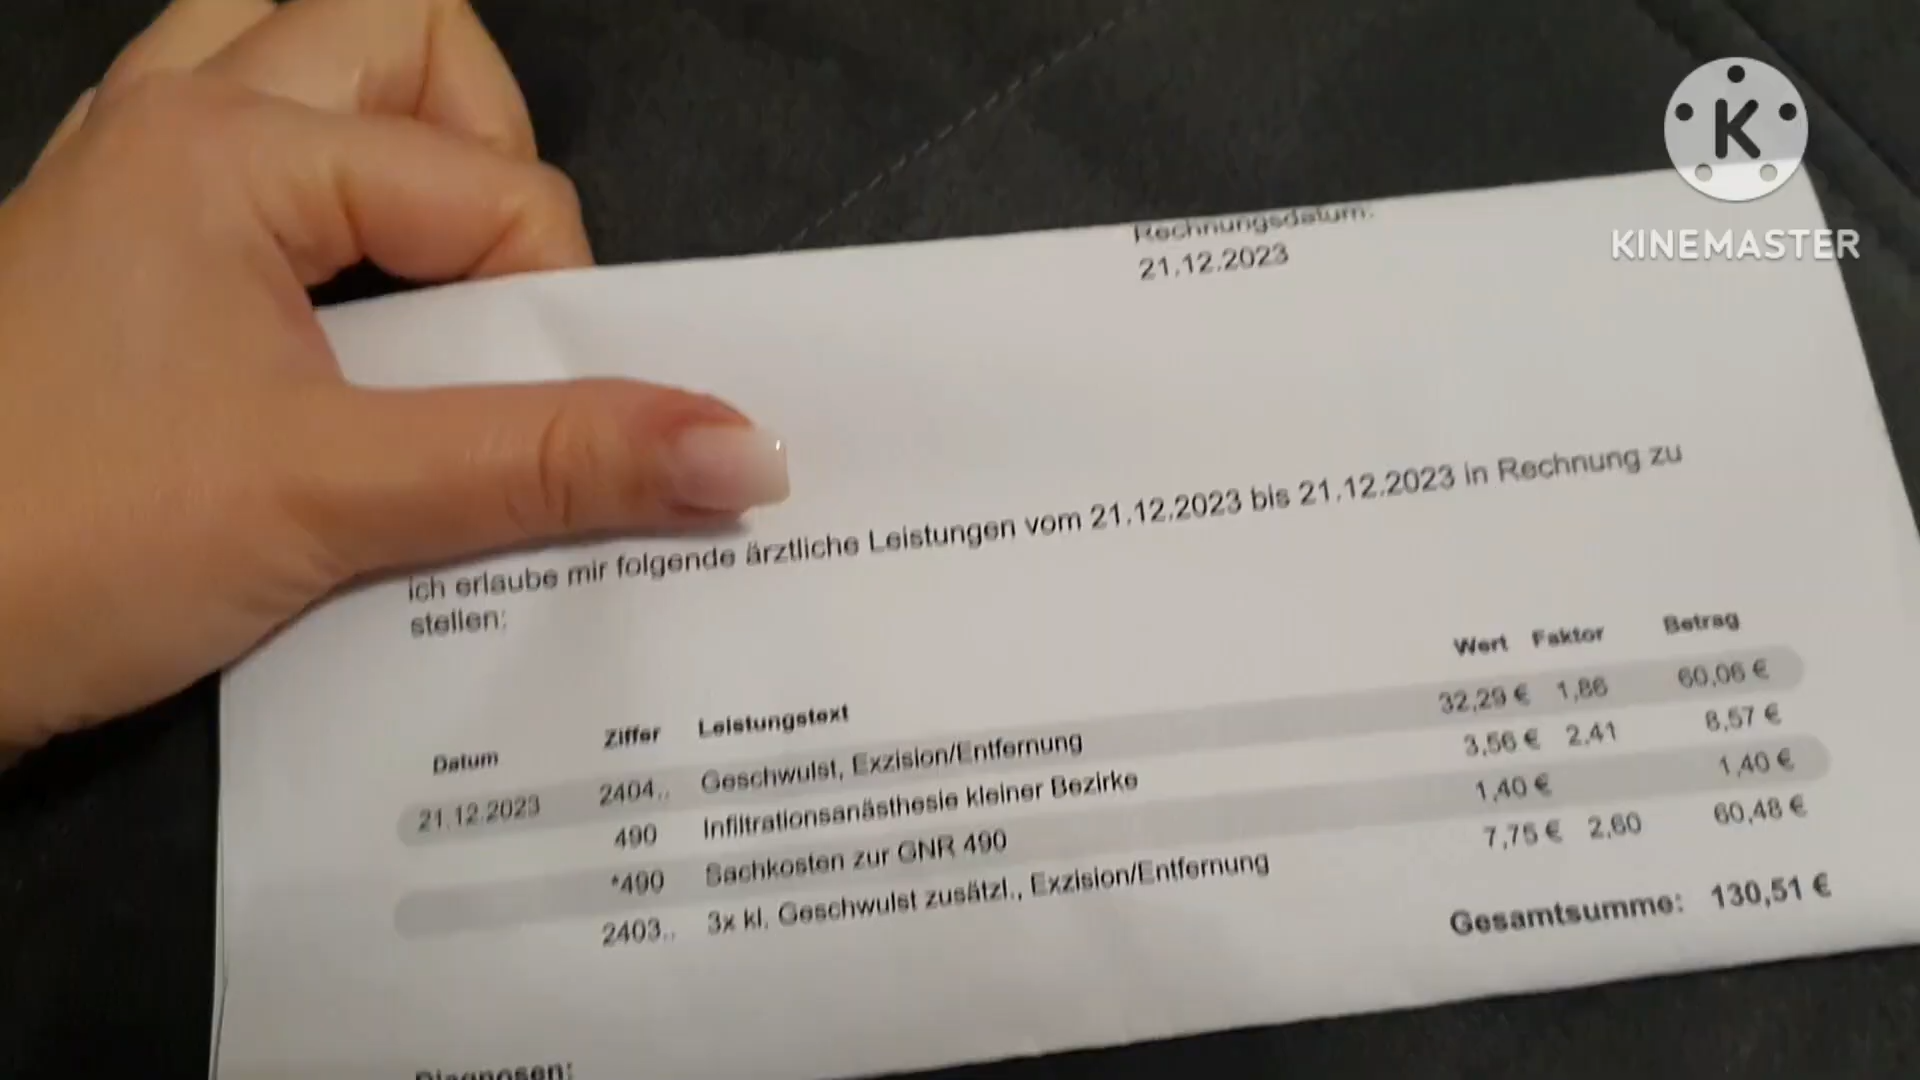 K
KINEMASTER
Rechnungsdatum:
21.12.2023
ich erlaube mir folgende ärztliche Leistungen vom 21.12.2023 bis 21.12.2023 in Rechnung zu
stellen:
Datum Ziffer Leistungstext Wert Faktor Betrag
21.12.2023 2404.. Geschwulst, Exzision/Entfernung 32,29 € 1,86 60,06 €
490 Infiltrationsanästhesie kleiner Bezirke 3,56 € 2,41 8,57 €
*490 Sachkosten zur GNR 490 1,40 € 1,40 €
2403.. 3x kl. Geschwulst zusätzl., Exzision/Entfernung 7,75 € 2,60 60,48 €
Gesamtsumme: 130,51 €
Diagnosen: